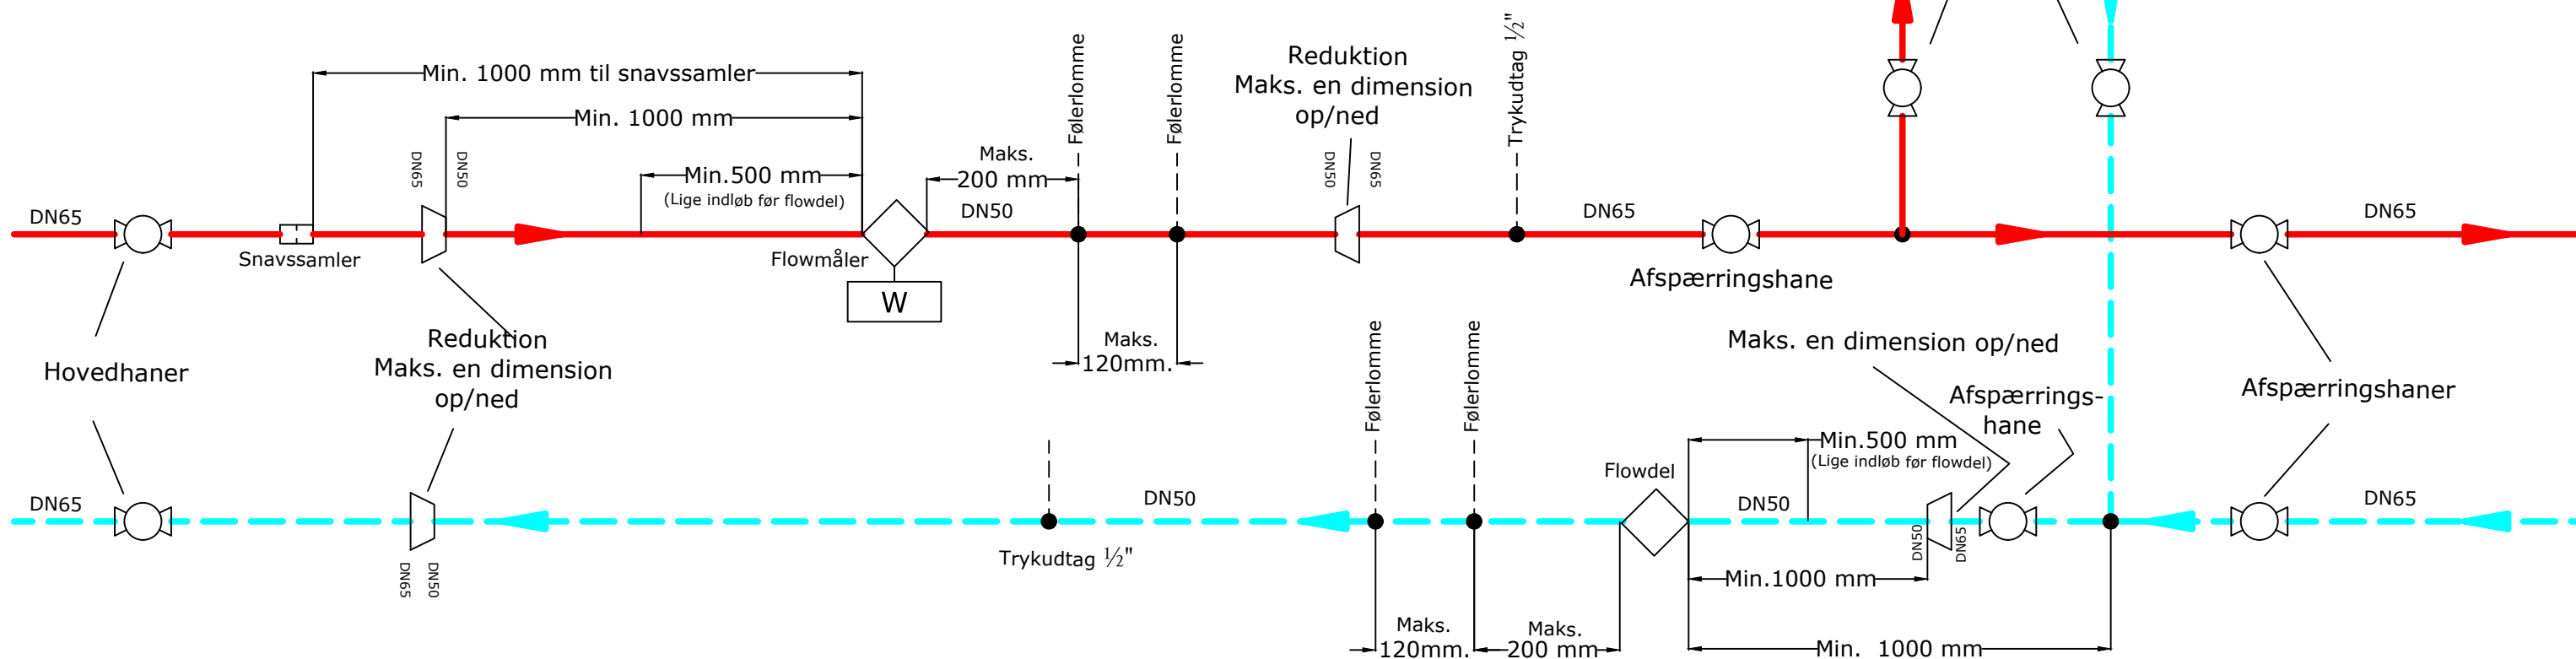 Min. 1000 mm til snavssamler
Min. 1000 mm
DN65
DN50
Min.500 mm
(Lige indløb før flowdel)
Maks.
200 mm
Følerlomme
Følerlomme
Reduktion
Maks. en dimension
op/ned
DN50
DN65
Trykudtag ½"
DN65
Snavssamler
Flowmåler
W
DN50
DN65
Afspærringshane
DN65
Hovedhaner
Reduktion
Maks. en dimension
op/ned
Maks.
120mm.
Følerlomme
Følerlomme
Maks. en dimension op/ned
Afspærrings-
hane
Afspærringshaner
Min.500 mm
(Lige indløb før flowdel)
Flowdel
DN65
DN50
DN50
DN65
DN65
DN50
Trykudtag ½"
DN50
DN65
Min.1000 mm
Maks.
120mm.
Maks.
200 mm
Min. 1000 mm